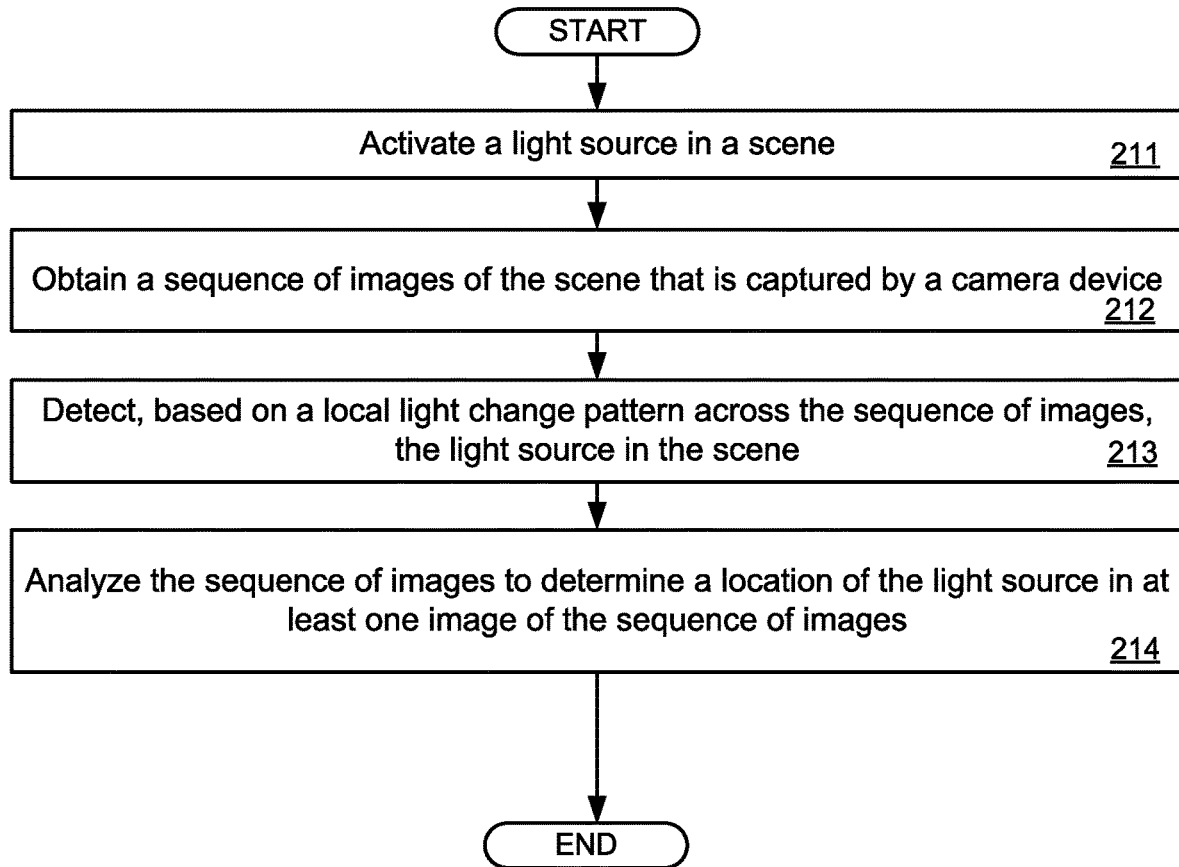 START
Activate a light source in a scene
211
Obtain a sequence of images of the scene that is captured by a camera device
212
Detect, based on a local light change pattern across the sequence of images,
the light source in the scene
213
Analyze the sequence of images to determine a location of the light source in at
least one image of the sequence of images
214
END